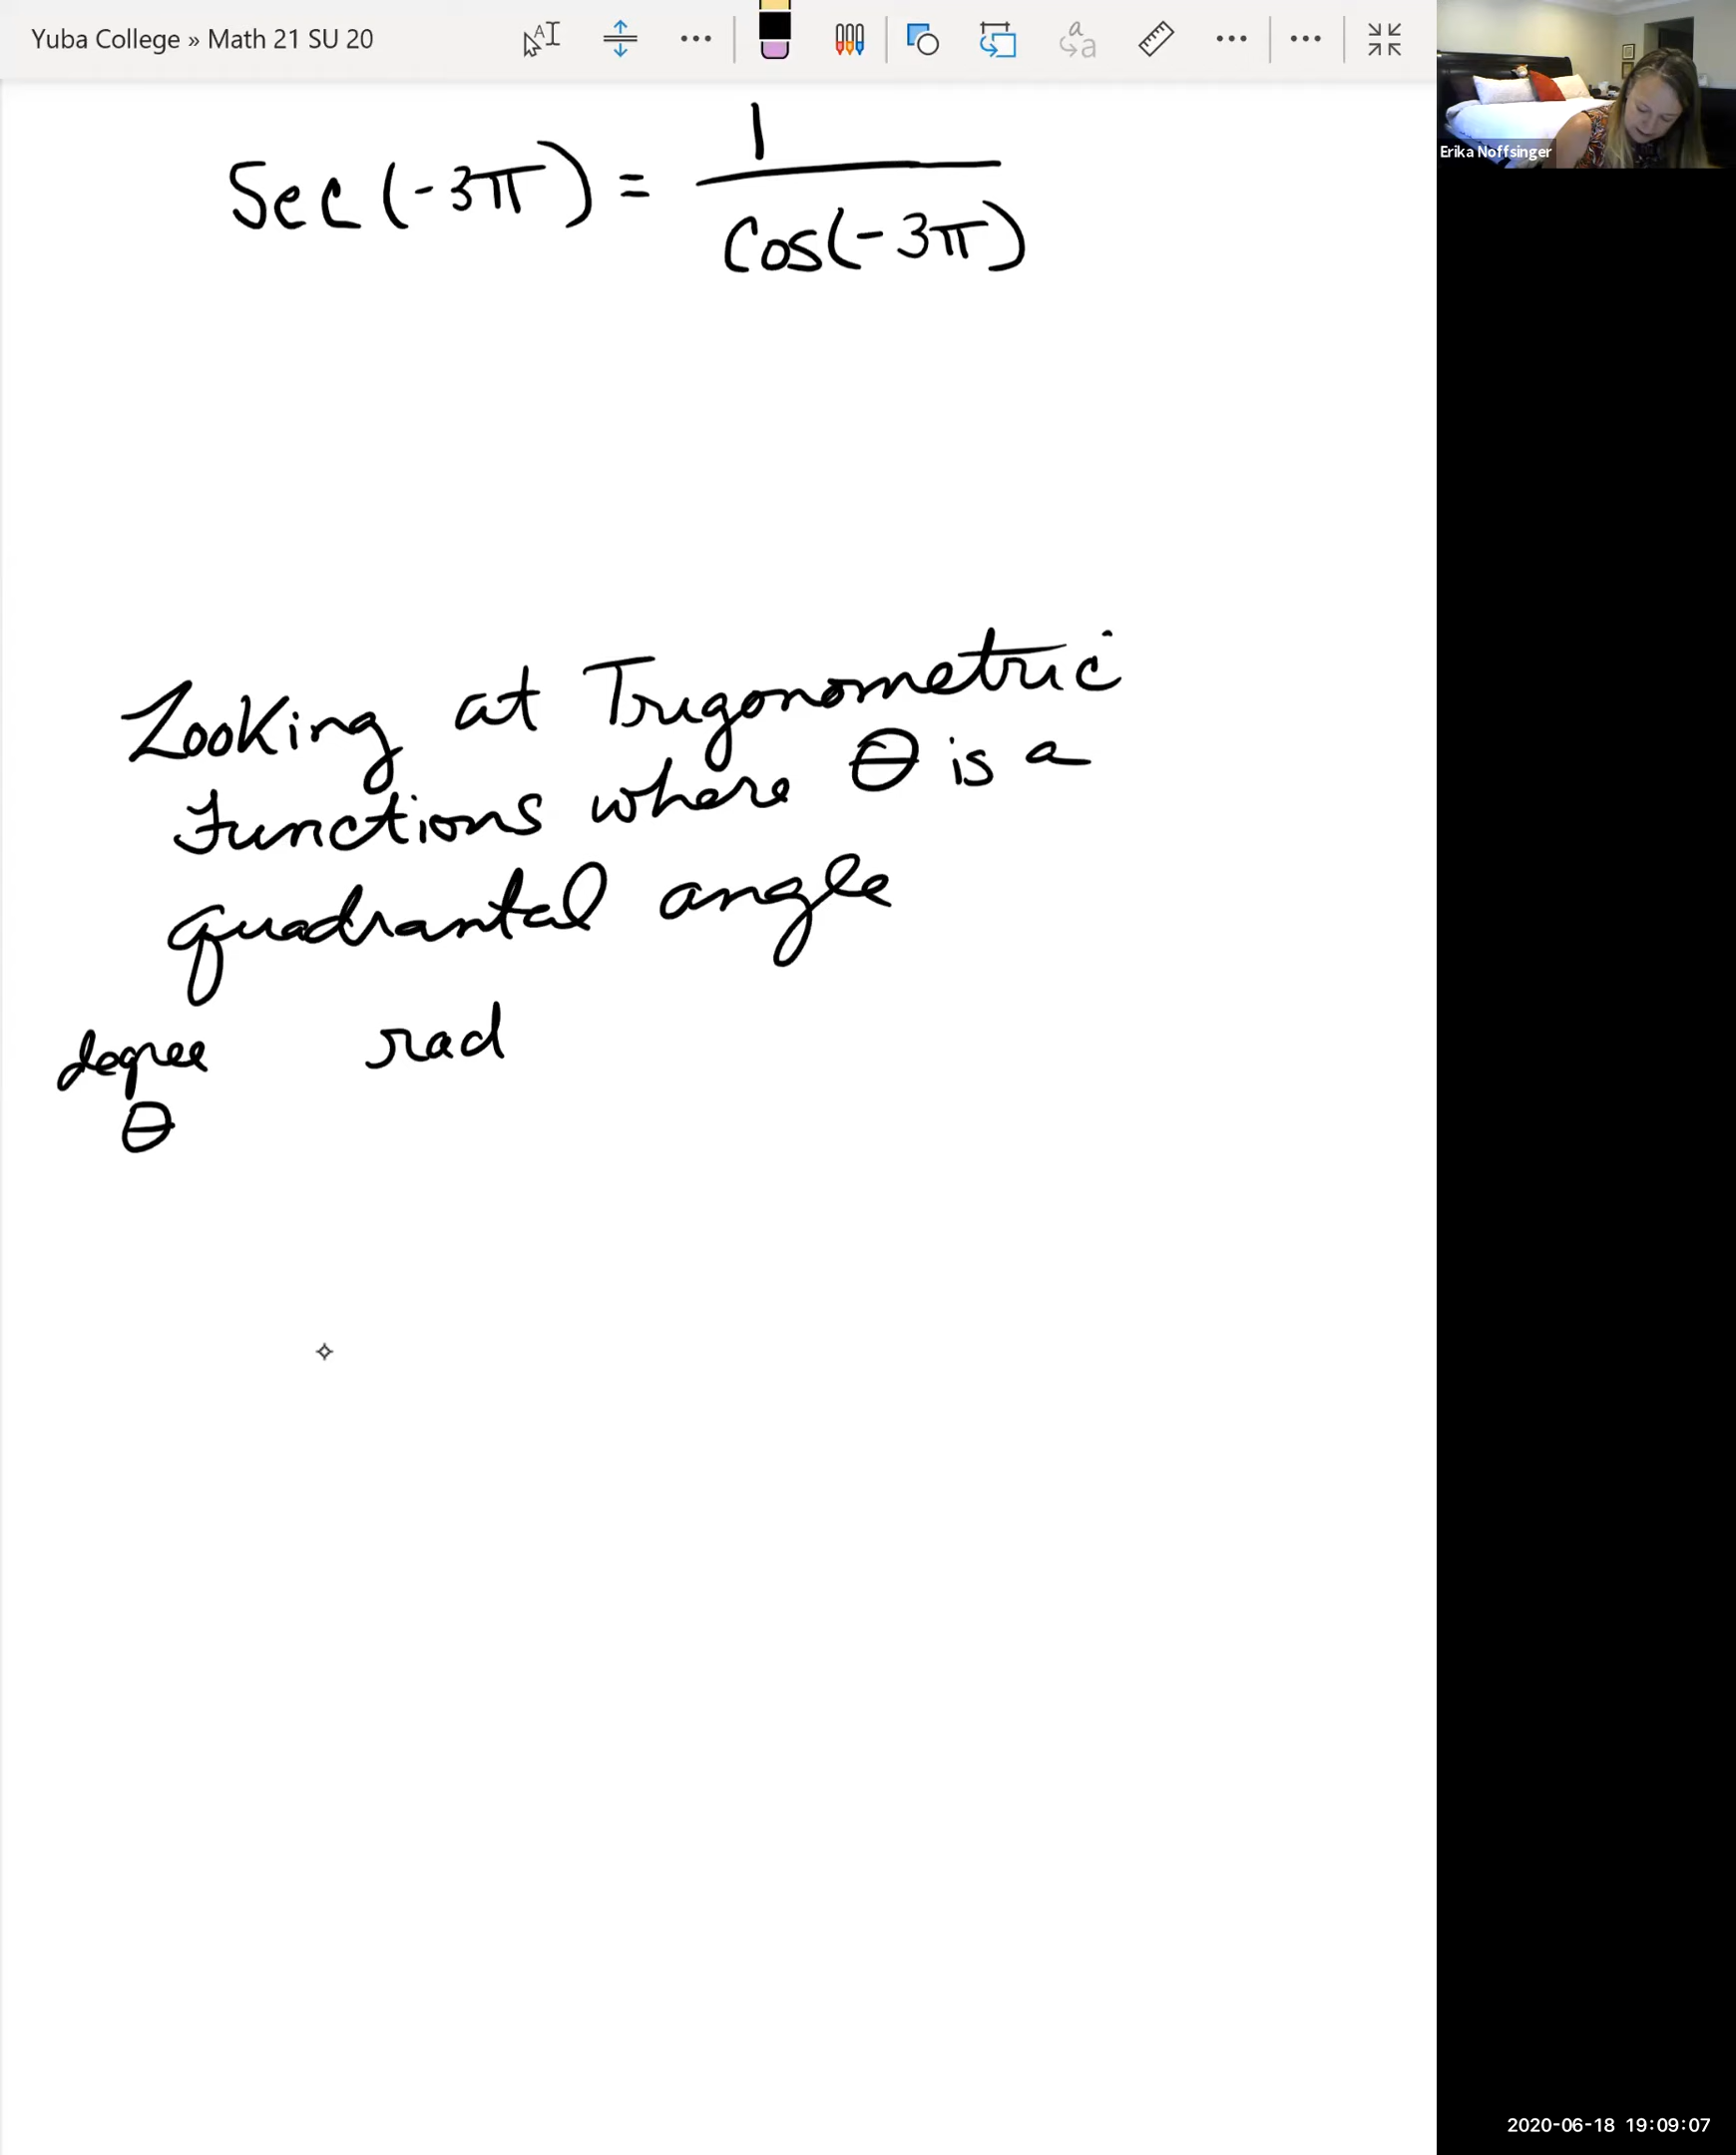 Yuba College » Math 21 SU 20
Erika Noffsinger
Sec(-3π) = 1 / Cos(-3π)
Looking at Trigonometric
Functions where θ is a
quadrantal angle
degree rad
θ
2020-06-18 19:09:07